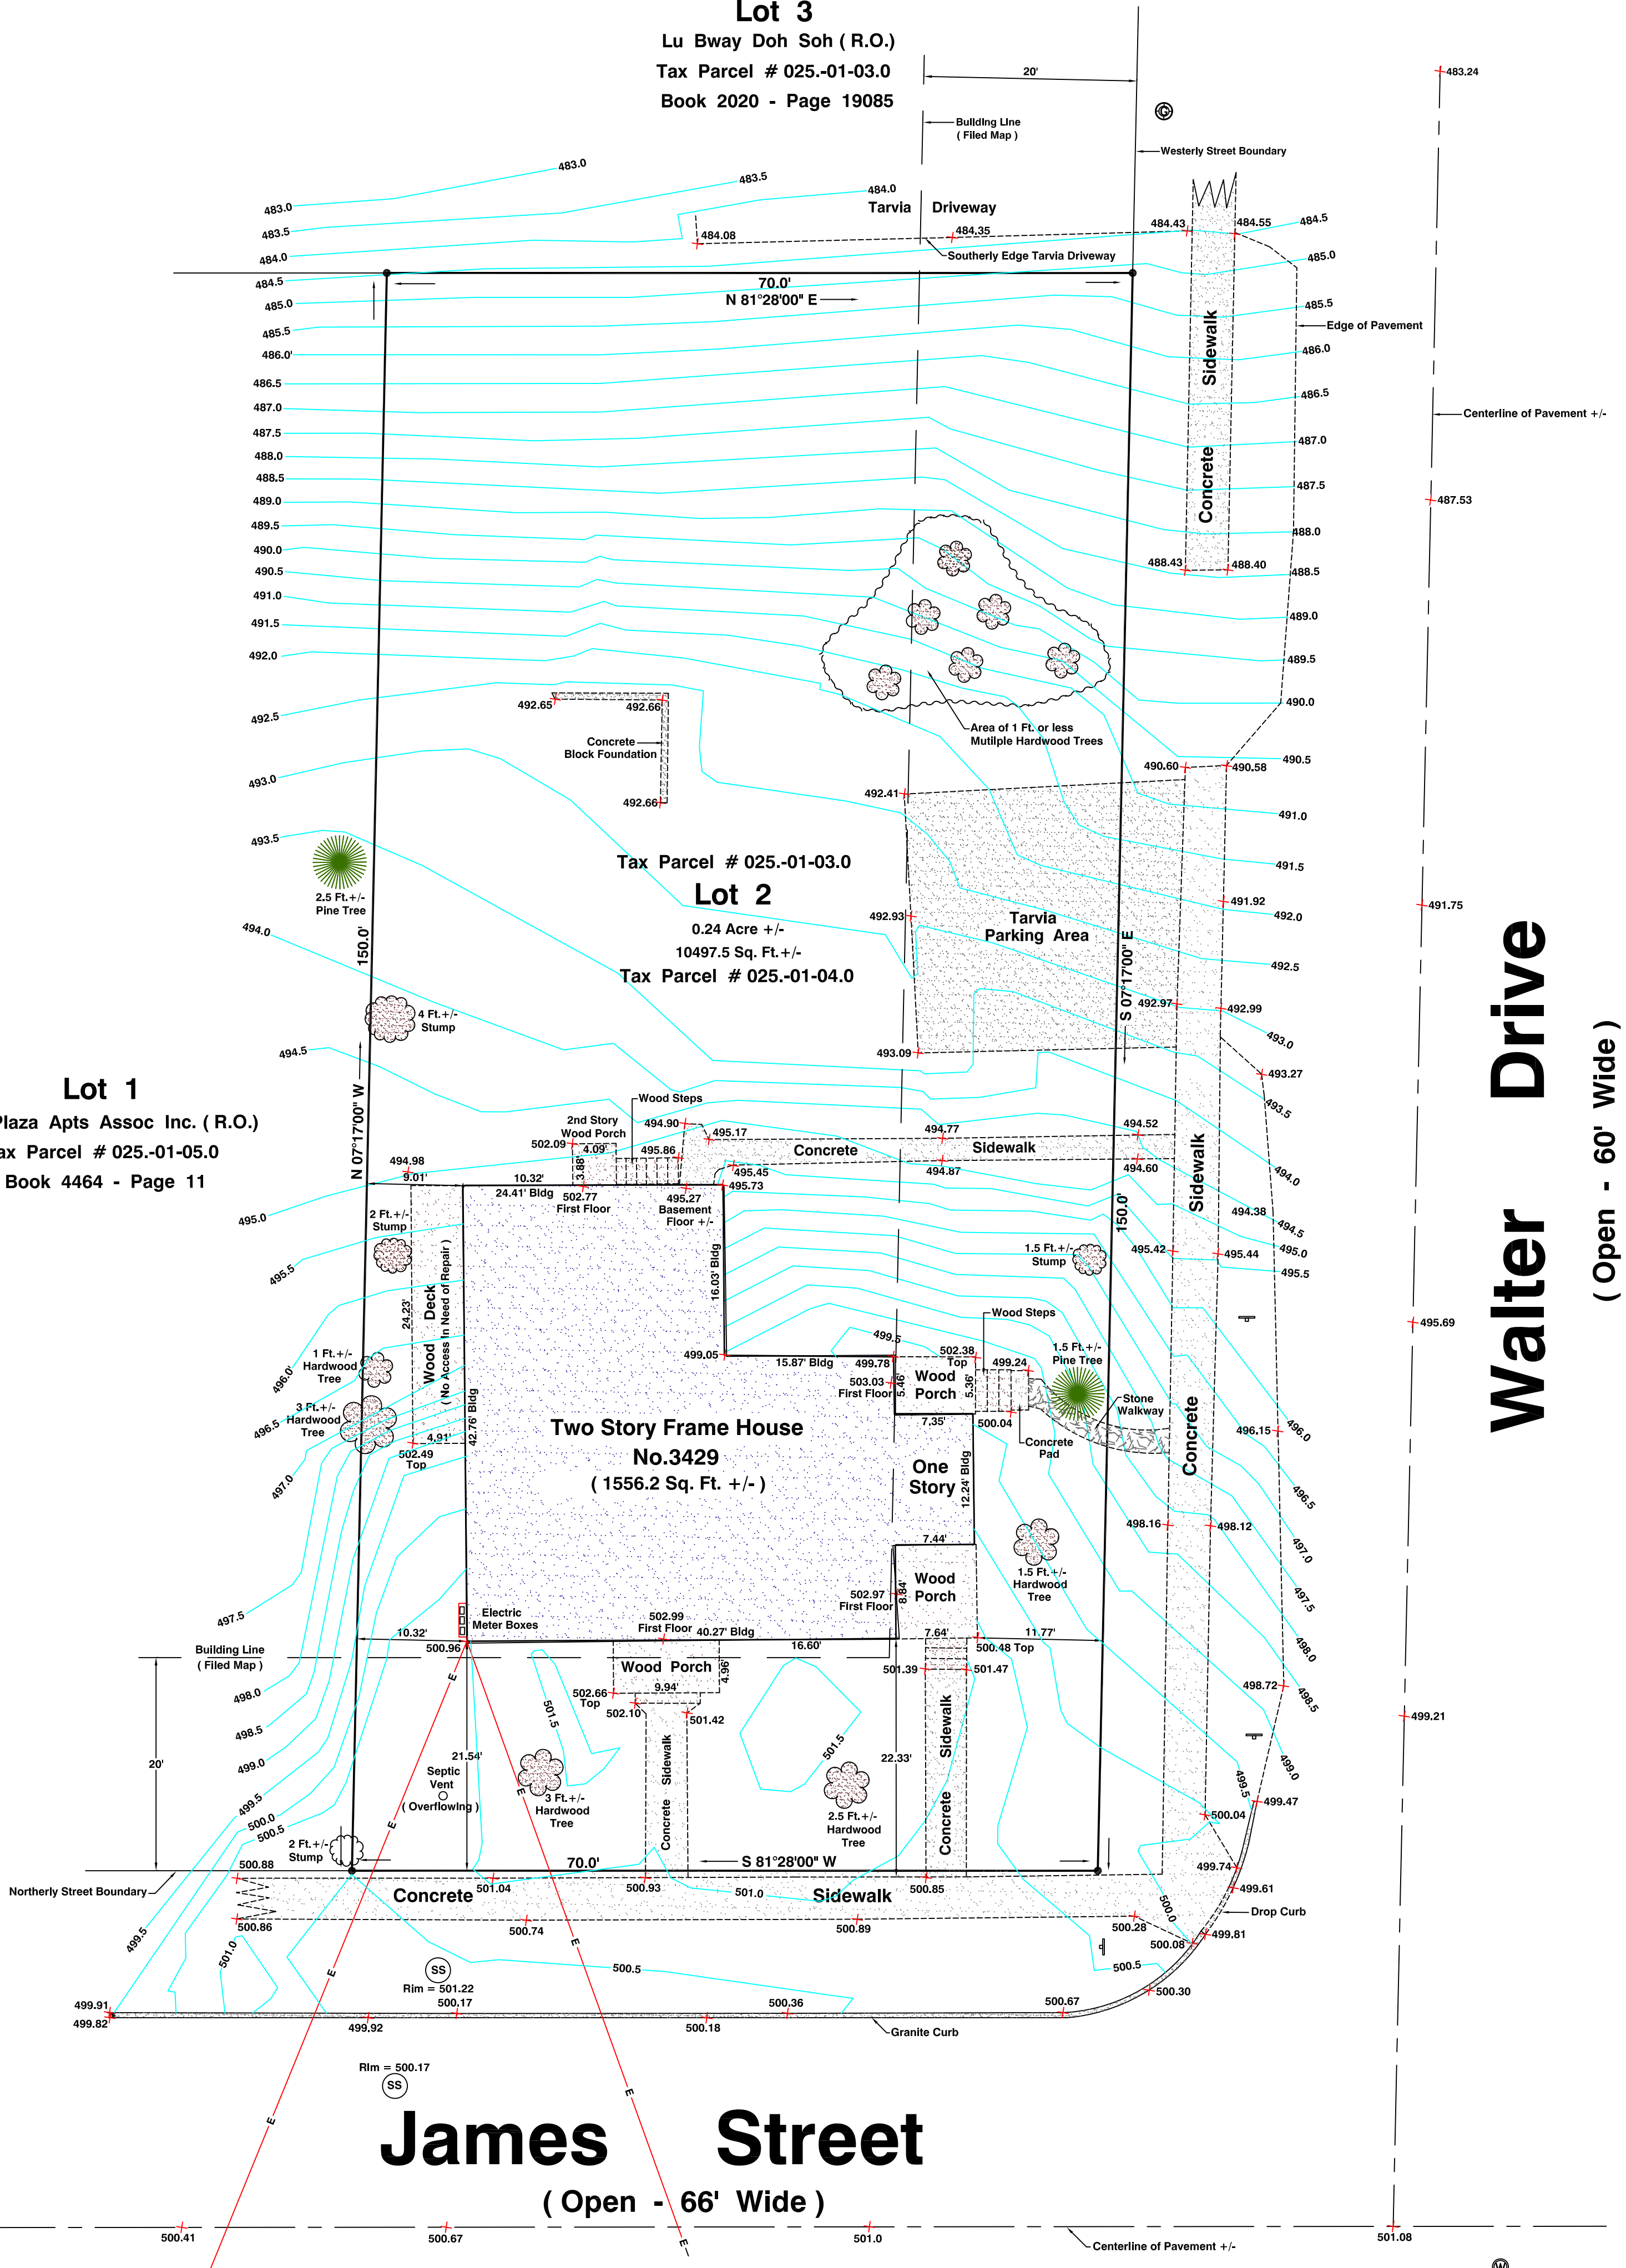 Lot 3
Lu Bway Doh Soh ( R.O.)
Tax Parcel # 025.-01-03.0
Book 2020 - Page 19085
20'
483.24
Building Line
( Filed Map )
G
Westerly Street Boundary
483.0
483.5
484.0
483.0
483.5
484.0
484.5
485.0
485.5
486.0'
486.5
487.0
487.5
488.0
488.5
489.0
489.5
490.0
490.5
491.0
491.5
492.0
492.5
493.0
493.5
494.0
494.5
Tarvia Driveway
484.08
484.35
484.43
484.55
484.5
Southerly Edge Tarvia Driveway
485.0
70.0'
N 81°28'00" E
485.5
Edge of Pavement
486.0
486.5
487.0
487.5
488.0
488.5
489.0
489.5
490.0
490.5
491.0
491.5
492.0
492.5
493.0
493.5
494.0
494.5
495.0
495.5
Concrete Sidewalk
Centerline of Pavement +/-
487.53
488.43
488.40
Area of 1 Ft. or less
Mutilple Hardwood Trees
492.65
492.66
Concrete
Block Foundation
492.66
490.60
490.58
492.41
Tax Parcel # 025.-01-03.0
Lot 2
0.24 Acre +/-
10497.5 Sq. Ft.+/-
Tax Parcel # 025.-01-04.0
2.5 Ft.+/-
Pine Tree
150.0'
N 07°17'00" W
4 Ft.+/-
Stump
492.93
Tarvia
Parking Area
491.92
491.75
S 07°17'00" E
150.0'
492.97
492.99
493.09
493.27
Walter Drive
( Open - 60' Wide )
Lot 1
Plaza Apts Assoc Inc. ( R.O.)
ax Parcel # 025.-01-05.0
Book 4464 - Page 11
Wood Steps
2nd Story
Wood Porch
494.90
495.17
494.77
494.52
502.09
4.09'
3.88'
495.86
Concrete Sidewalk
494.98
9.01'
10.32'
24.41' Bldg
502.77
First Floor
495.27
Basement
Floor +/-
495.45
495.73
494.87
494.60
Sidewalk
Concrete
494.38
495.0
495.5
496.0'
496.5
497.0
497.5
498.0
498.5
499.0
499.5
500.0
500.5
2 Ft.+/-
Stump
24.23'
Wood Deck
( No Access In Need of Repair )
16.03' Bldg
1.5 Ft.+/-
Stump
495.42
495.44
495.69
1 Ft.+/-
Hardwood
Tree
3 Ft.+/-
Hardwood
Tree
4.91'
502.49
Top
42.76' Bldg
499.05
15.87' Bldg
499.5
499.78
503.03
First Floor
502.38
Top
Wood
Porch
5.46'
5.36'
Wood Steps
499.24
1.5 Ft.+/-
Pine Tree
Stone
Walkway
7.35'
500.04
Concrete
Pad
496.15
496.0
496.5
497.0
497.5
498.0
498.5
499.0
499.5
Two Story Frame House
No.3429
( 1556.2 Sq. Ft. +/- )
One
Story
12.24' Bldg
7.44'
498.16
498.12
1.5 Ft.+/-
Hardwood
Tree
502.97
First Floor
8.84'
Wood
Porch
Electric
Meter Boxes
502.99
First Floor
40.27' Bldg
16.60'
7.64'
500.48 Top
11.77'
10.32'
500.96
Building Line
( Filed Map )
20'
Wood Porch
4.96'
9.94'
502.66
Top
502.10
501.42
501.39
501.47
498.72
499.21
E
E
E
E
E
E
E
E
501.5
501.5
21.54'
22.33'
Septic
Vent
( Overflowing )
3 Ft.+/-
Hardwood
Tree
Concrete Sidewalk
2.5 Ft.+/-
Hardwood
Tree
Concrete Sidewalk
499.47
500.04
2 Ft.+/-
Stump
70.0'
S 81°28'00" W
499.74
500.88
Northerly Street Boundary
501.04
500.93
501.0
500.85
499.61
Concrete Sidewalk
500.0
Drop Curb
500.86
500.74
500.89
500.28
500.08
499.81
499.5
501.0
SS
Rim = 501.22
500.5
500.5
500.30
499.91
499.82
500.17
500.36
500.67
499.92
500.18
Granite Curb
Rim = 500.17
SS
James Street
( Open - 66' Wide )
500.41
500.67
501.0
501.08
Centerline of Pavement +/-
W